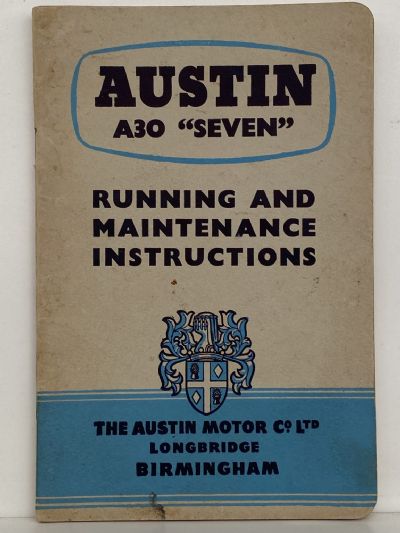 AUSTIN
A30 "SEVEN"
RUNNING AND
MAINTENANCE
INSTRUCTIONS
THE AUSTIN MOTOR Cº LTD
LONGBRIDGE
BIRMINGHAM